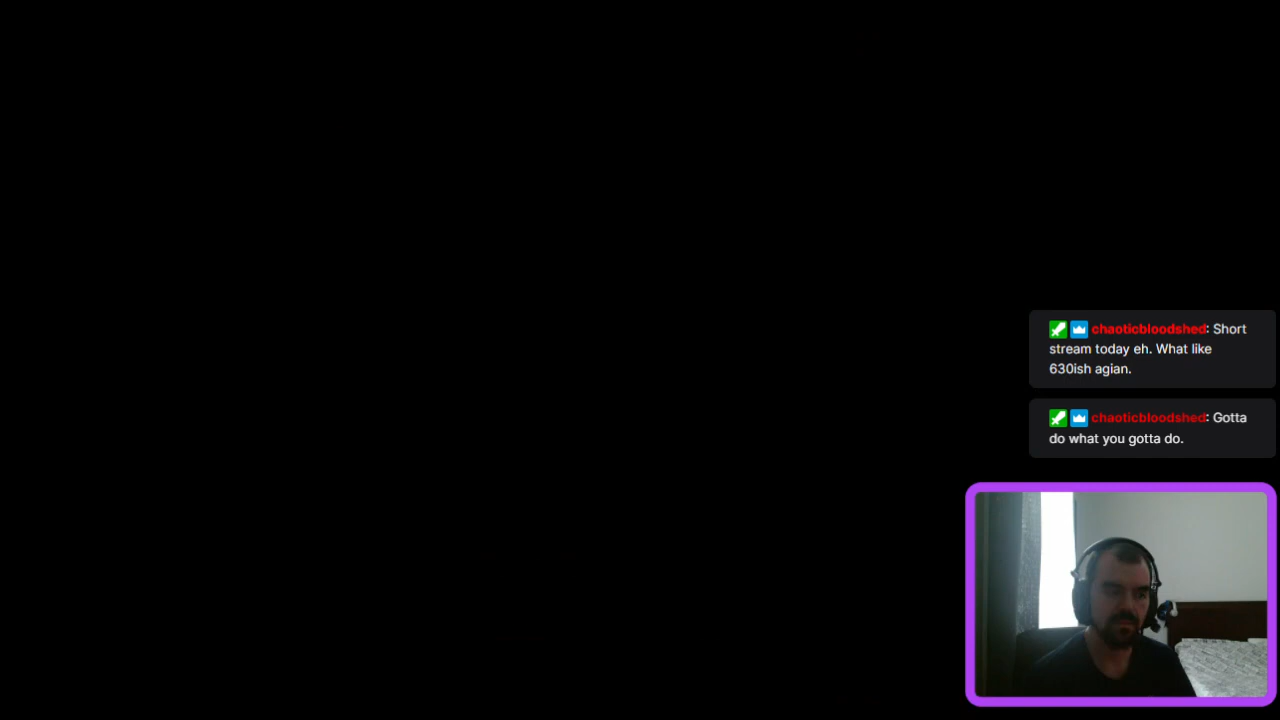 chaoticbloodshed: Short
stream today eh. What like
630ish agian.
chaoticbloodshed: Gotta
do what you gotta do.